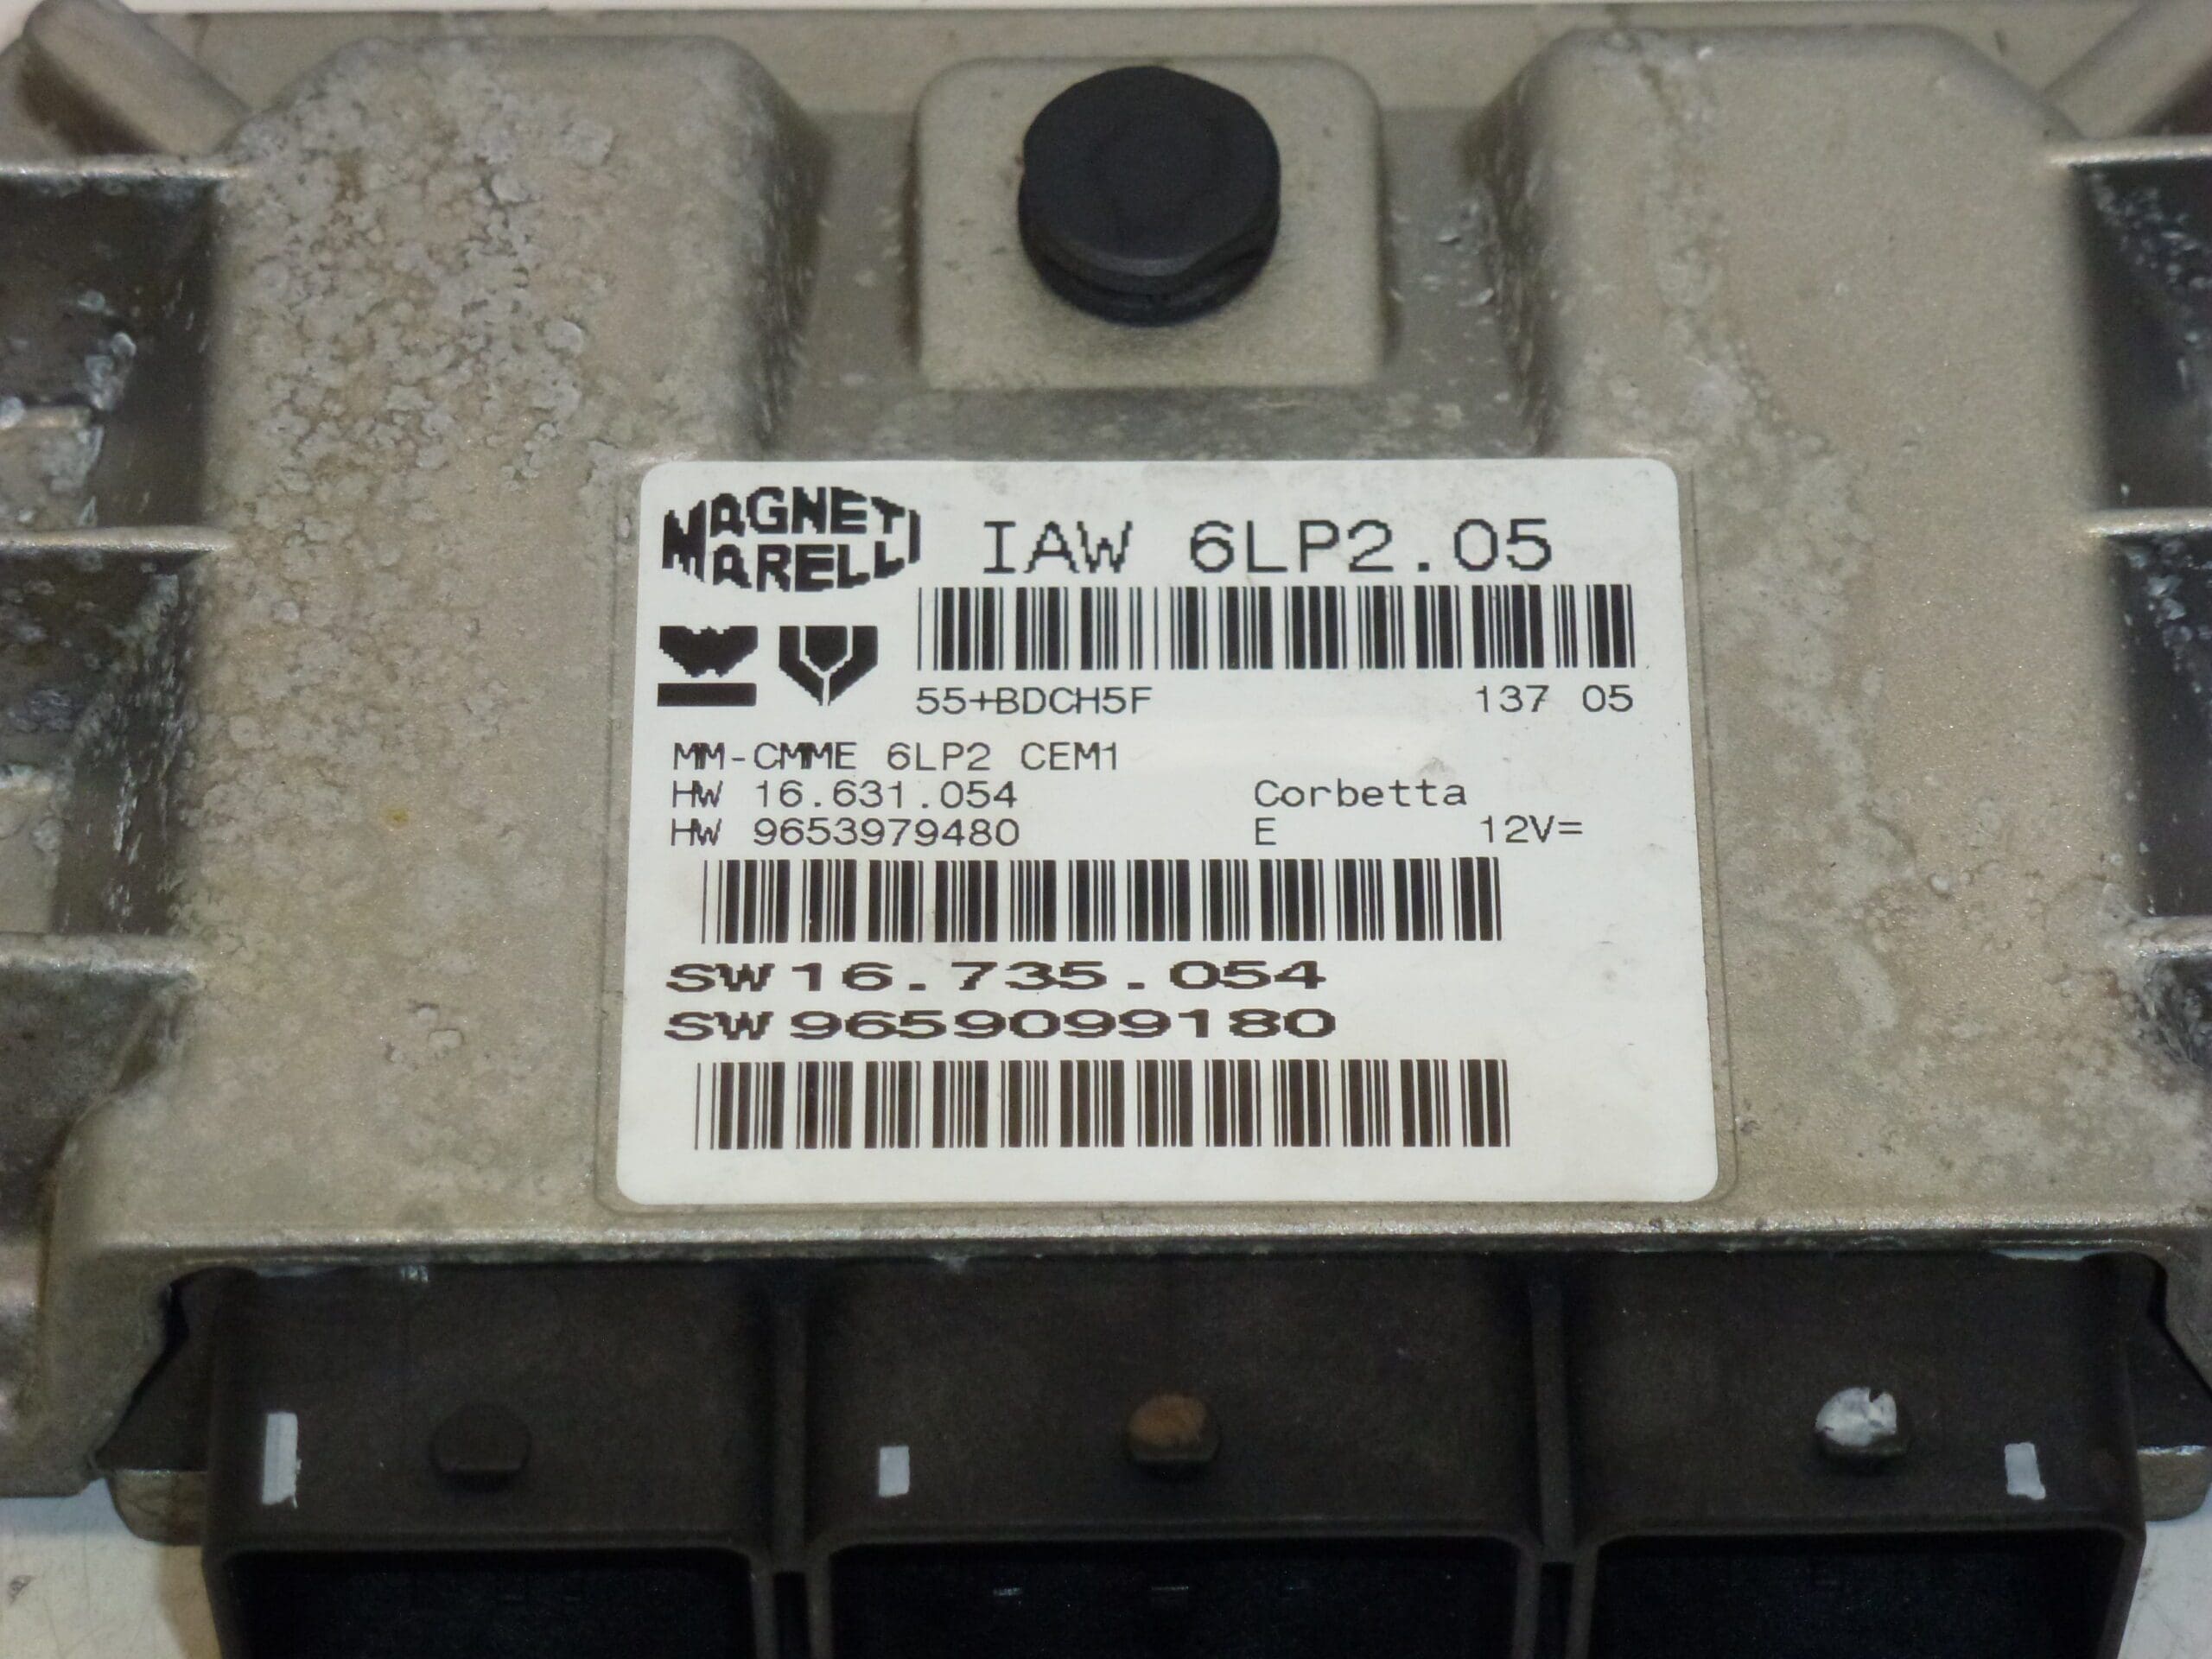 MAGNETI
MARELLI
IAW 6LP2.05
55+BDCH5F 137 05
MM-CMME 6LP2 CEM1
HW 16.631.054 Corbetta
HW 9653979480 E 12V=
SW 16.735.054
SW 9659099180